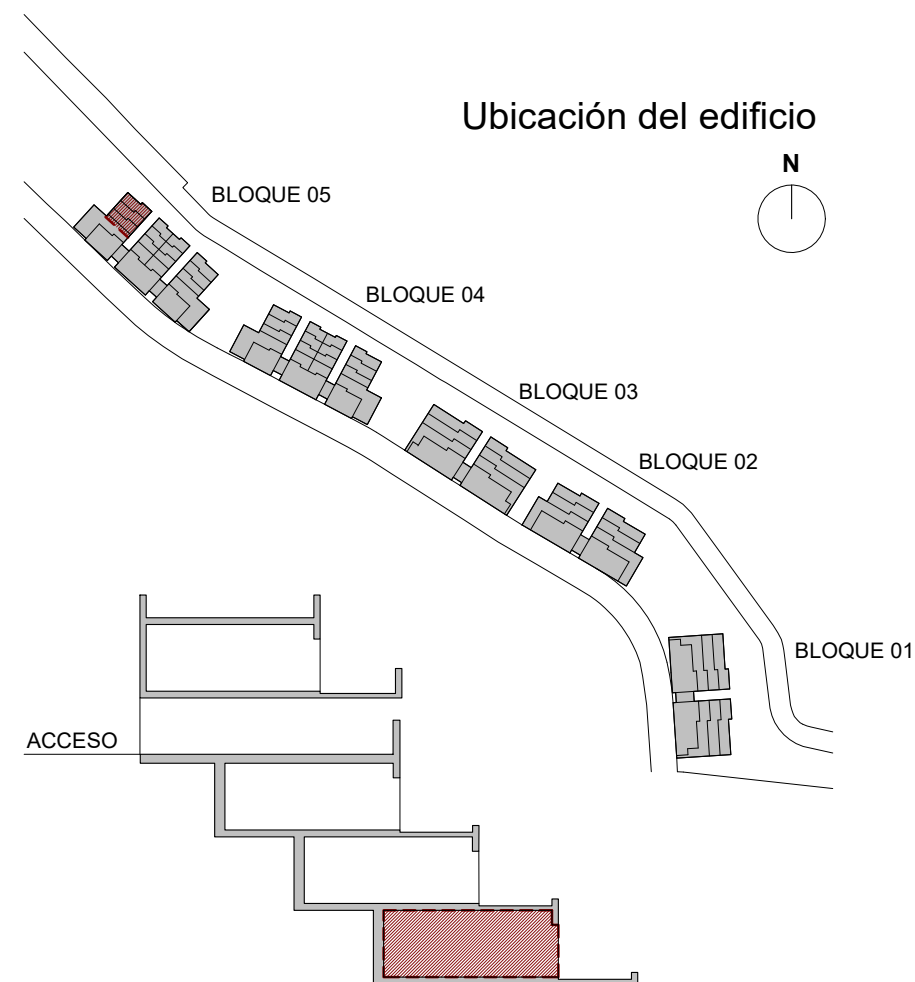 Ubicación del edificio
N
BLOQUE 05
BLOQUE 04
BLOQUE 03
BLOQUE 02
BLOQUE 01
ACCESO